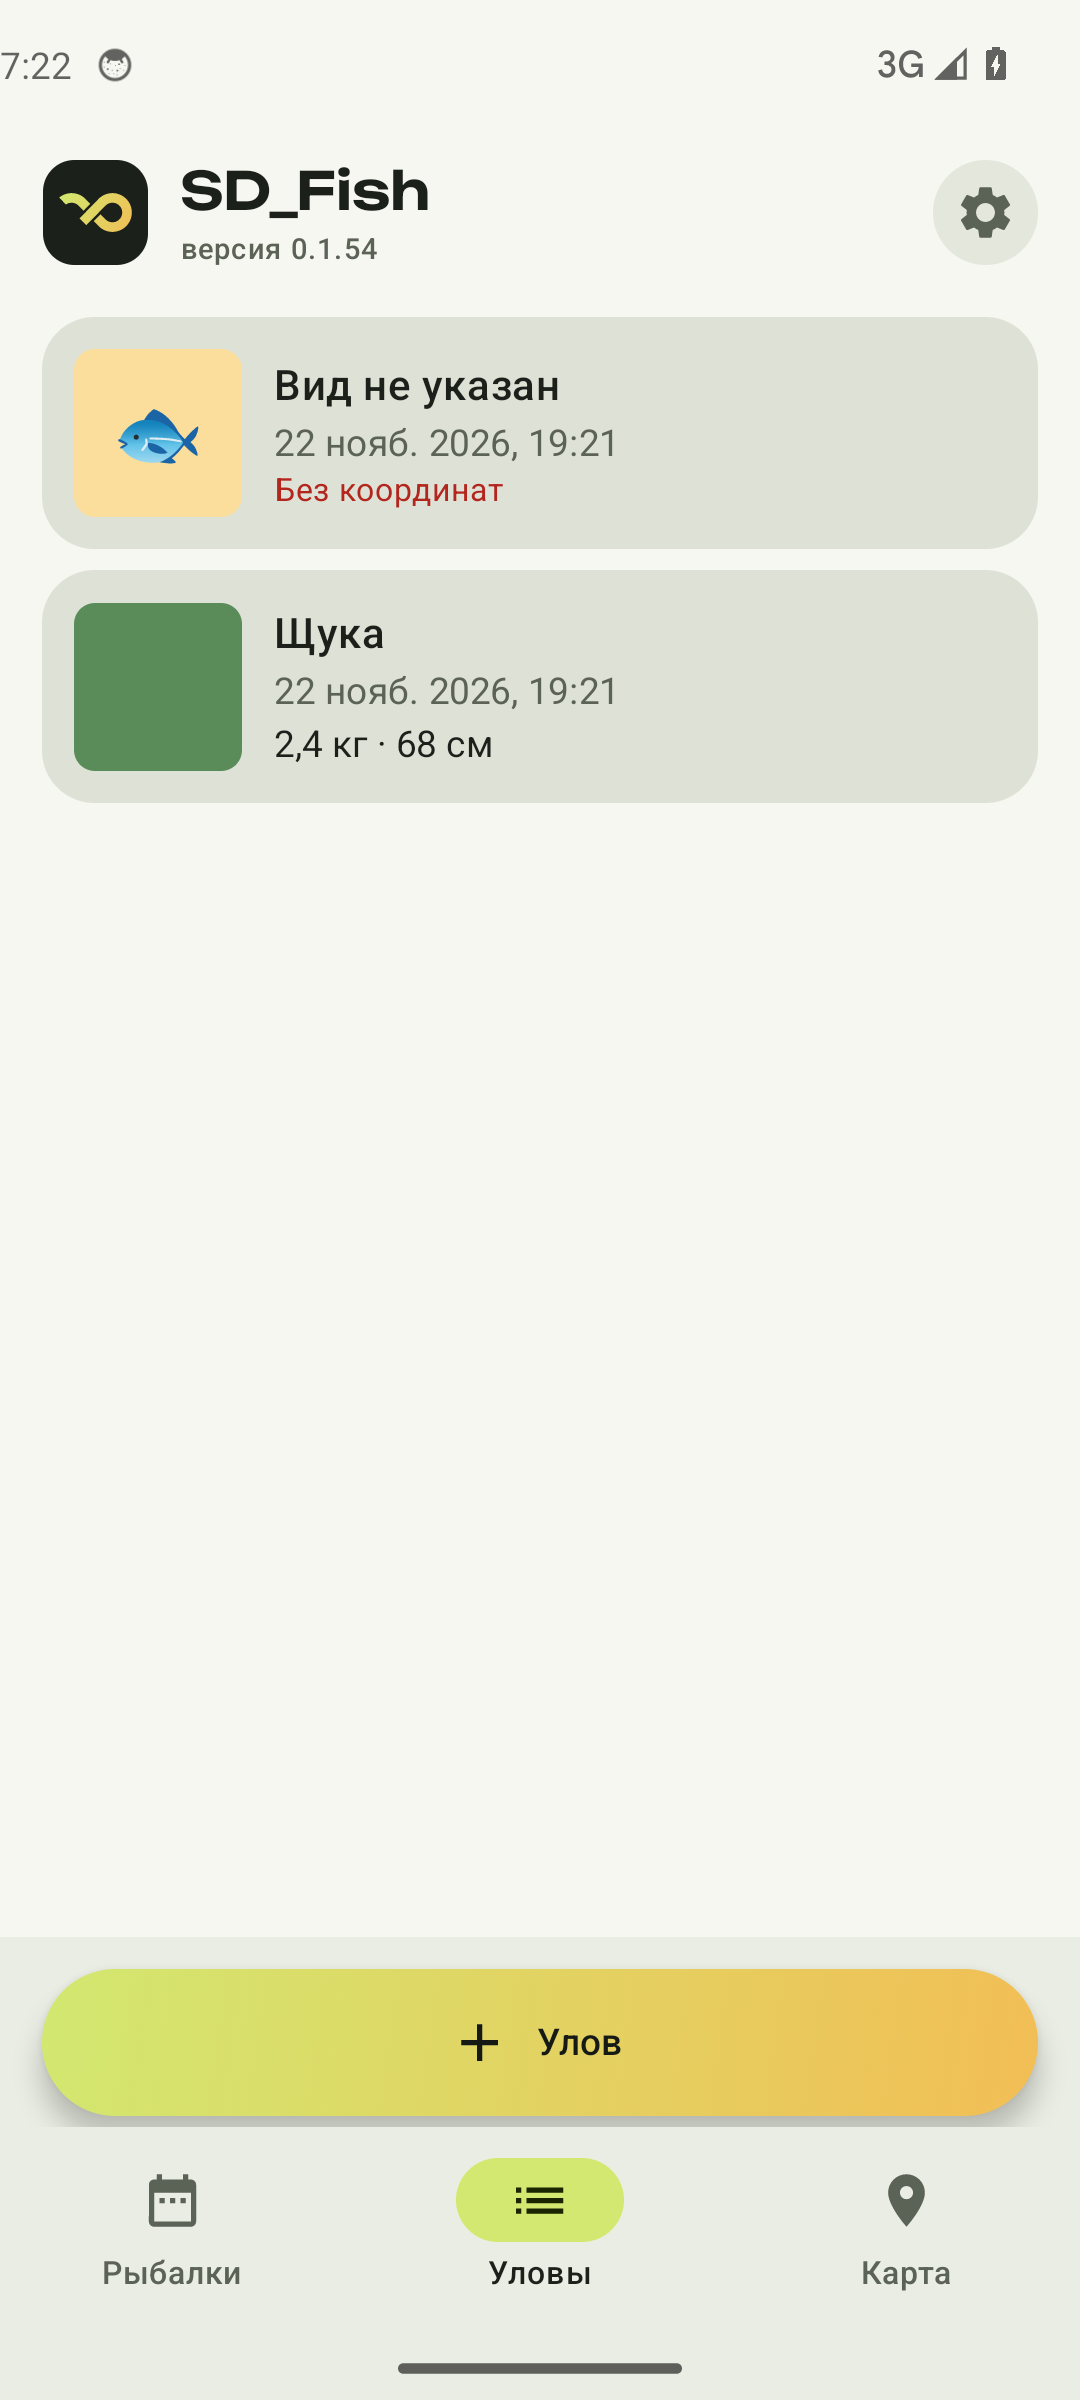 7:22
3G
SD_Fish
версия 0.1.54
Вид не указан
22 нояб. 2026, 19:21
Без координат
Щука
22 нояб. 2026, 19:21
2,4 кг · 68 см
Улов
Рыбалки
Уловы
Карта